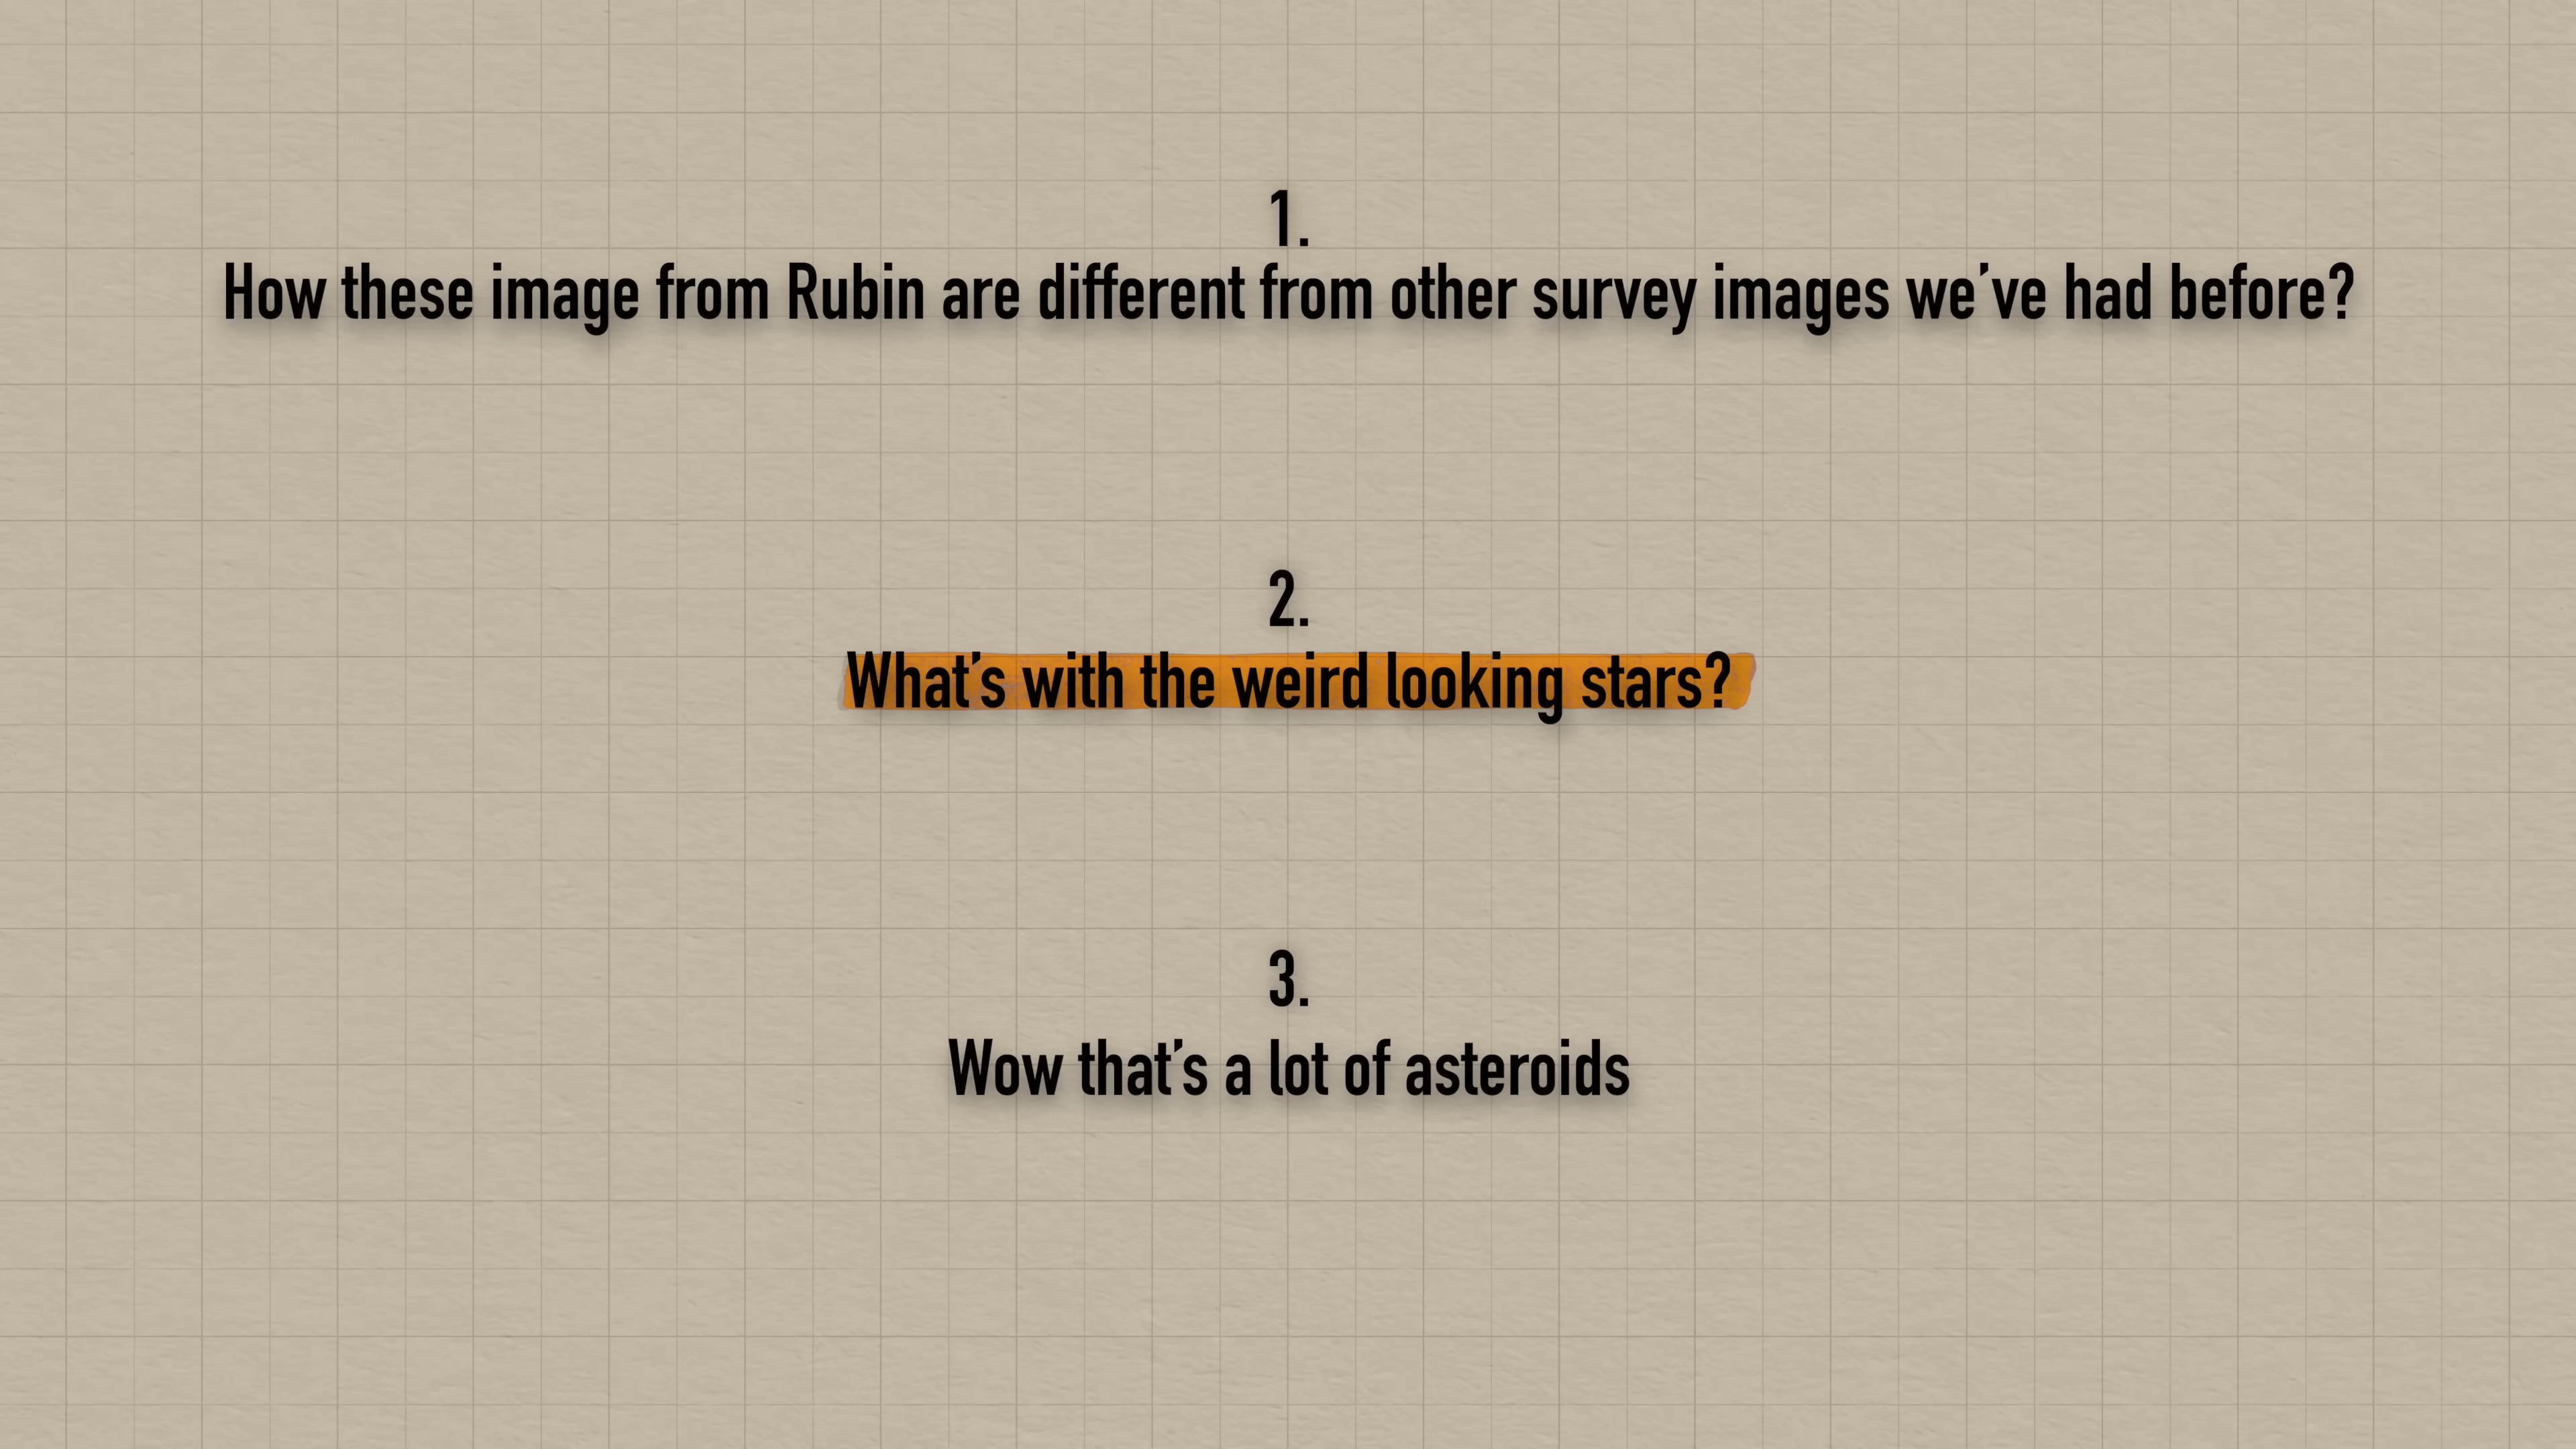 1.
How these image from Rubin are different from other survey images we've had before?
2.
What's with the weird looking stars?
3.
Wow that's a lot of asteroids